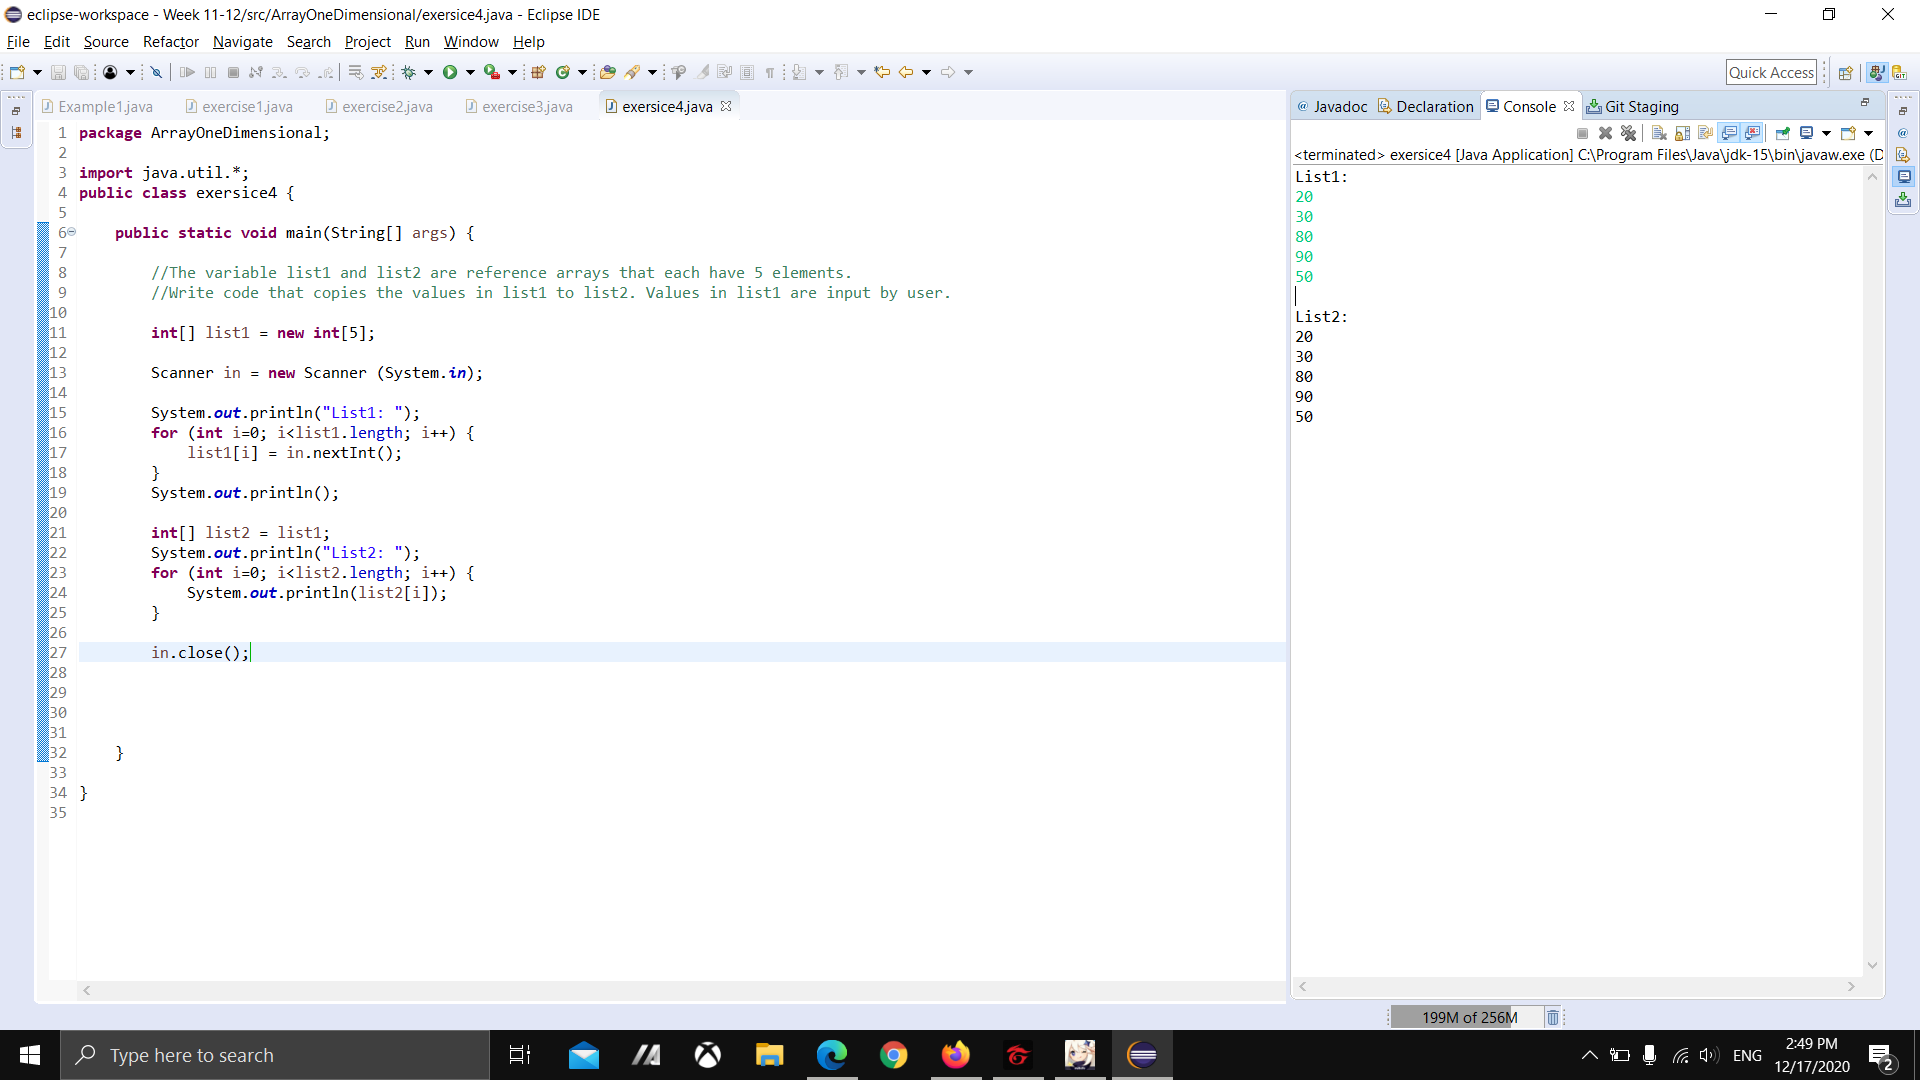 eclipse-workspace - Week 11-12/src/ArrayOneDimensional/exersice4.java - Eclipse IDE
File Edit Source Refactor Navigate Search Project Run Window Help
Quick Access
Example1.java exercise1.java exercise2.java exercise3.java exersice4.java
1 package ArrayOneDimensional;
2
3 import java.util.*;
4 public class exersice4 {
5
6 public static void main(String[] args) {
7
8 //The variable list1 and list2 are reference arrays that each have 5 elements.
9 //Write code that copies the values in list1 to list2. Values in list1 are input by user.
10
11 int[] list1 = new int[5];
12
13 Scanner in = new Scanner (System.in);
14
15 System.out.println("List1: ");
16 for (int i=0; i<list1.length; i++) {
17 list1[i] = in.nextInt();
18 }
19 System.out.println();
20
21 int[] list2 = list1;
22 System.out.println("List2: ");
23 for (int i=0; i<list2.length; i++) {
24 System.out.println(list2[i]);
25 }
26
27 in.close();
28
29
30
31
32 }
33
34 }
35
@ Javadoc Declaration Console Git Staging
<terminated> exersice4 [Java Application] C:\Program Files\Java\jdk-15\bin\javaw.exe (D
List1:
20
30
80
90
50
List2:
20
30
80
90
50
199M of 256M
Type here to search
ENG
2:49 PM
12/17/2020
2